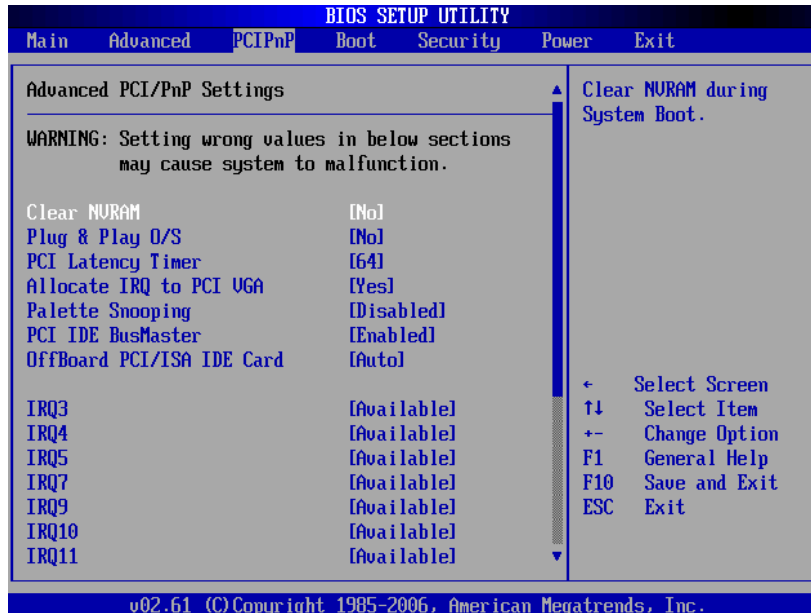 BIOS SETUP UTILITY
Main Advanced PCIPnP Boot Security Power Exit
Advanced PCI/PnP Settings
WARNING: Setting wrong values in below sections
may cause system to malfunction.
Clear NVRAM [No]
Plug & Play O/S [No]
PCI Latency Timer [64]
Allocate IRQ to PCI VGA [Yes]
Palette Snooping [Disabled]
PCI IDE BusMaster [Enabled]
OffBoard PCI/ISA IDE Card [Auto]
IRQ3 [Available]
IRQ4 [Available]
IRQ5 [Available]
IRQ7 [Available]
IRQ9 [Available]
IRQ10 [Available]
IRQ11 [Available]
Clear NVRAM during
System Boot.
← Select Screen
↑↓ Select Item
+- Change Option
F1 General Help
F10 Save and Exit
ESC Exit
v02.61 (C)Copyright 1985-2006, American Megatrends, Inc.